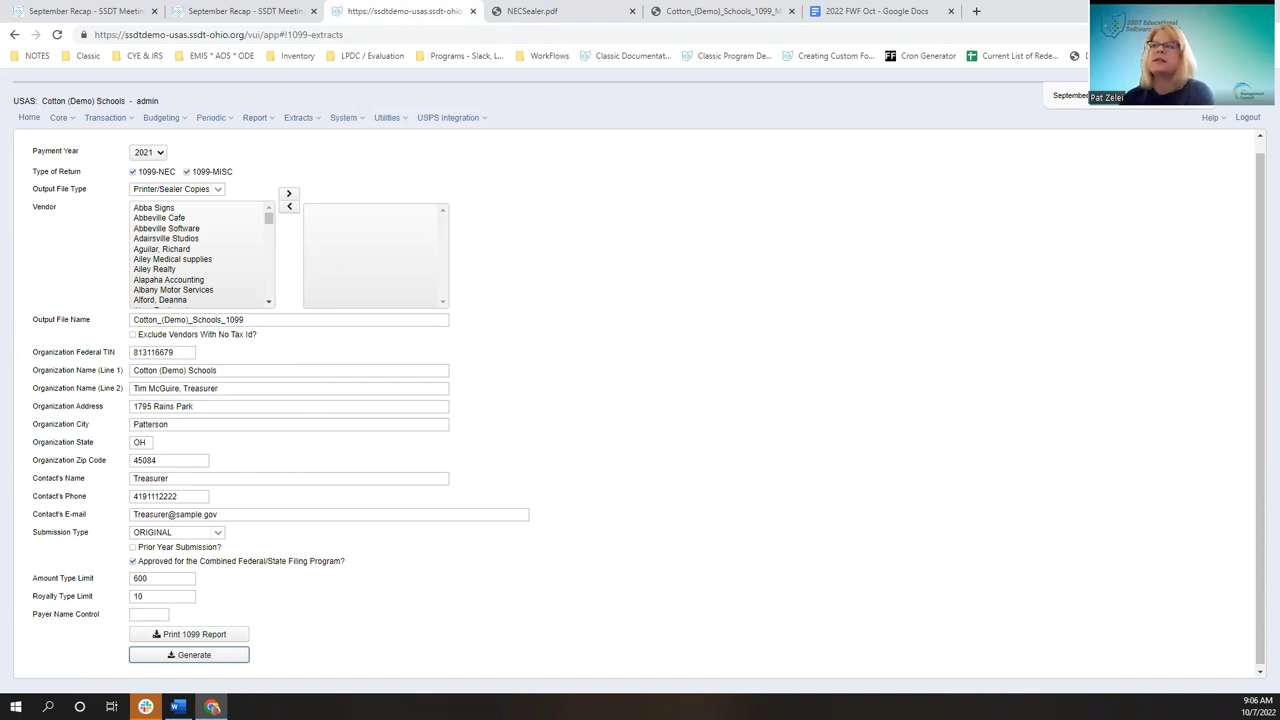 September Recap - SSDT Meetin
September Recap - SSDT Meetin
https://ssdtdemo-usas.ssdt-ohio
NECSealer.pdf
Cotton_(Demo)_Schools_1099_M
2022 FWF Oct - Google Docs
https://ssdtdemo-usas.ssdt-ohio.org/vui/app#!1099-extracts
NOTES
Classic
CYE & IRS
EMIS * AOS * ODE
Inventory
LPDC / Evaluation
Programs - Slack, L...
WorkFlows
Classic Documentat...
Classic Program De...
Creating Custom Fo...
FF
Cron Generator
Current List of Rede...
SSDT Educational
Software
Management
Council
Pat Zelei
USAS: Cotton (Demo) Schools - admin
September
Home
Core
Transaction
Budgeting
Periodic
Report
Extracts
System
Utilities
USPS Integration
Help
Logout
Payment Year
2021
Type of Return
1099-NEC
1099-MISC
Output File Type
Printer/Sealer Copies
Vendor
Abba Signs
Abbeville Cafe
Abbeville Software
Adairsville Studios
Aguilar, Richard
Ailey Medical supplies
Ailey Realty
Alapaha Accounting
Albany Motor Services
Alford, Deanna
Output File Name
Cotton_(Demo)_Schools_1099
Exclude Vendors With No Tax Id?
Organization Federal TIN
813116679
Organization Name (Line 1)
Cotton (Demo) Schools
Organization Name (Line 2)
Tim McGuire, Treasurer
Organization Address
1795 Rains Park
Organization City
Patterson
Organization State
OH
Organization Zip Code
45084
Contact's Name
Treasurer
Contact's Phone
4191112222
Contact's E-mail
Treasurer@sample.gov
Submission Type
ORIGINAL
Prior Year Submission?
Approved for the Combined Federal/State Filing Program?
Amount Type Limit
600
Royalty Type Limit
10
Payer Name Control
Print 1099 Report
Generate
9:06 AM
10/7/2022